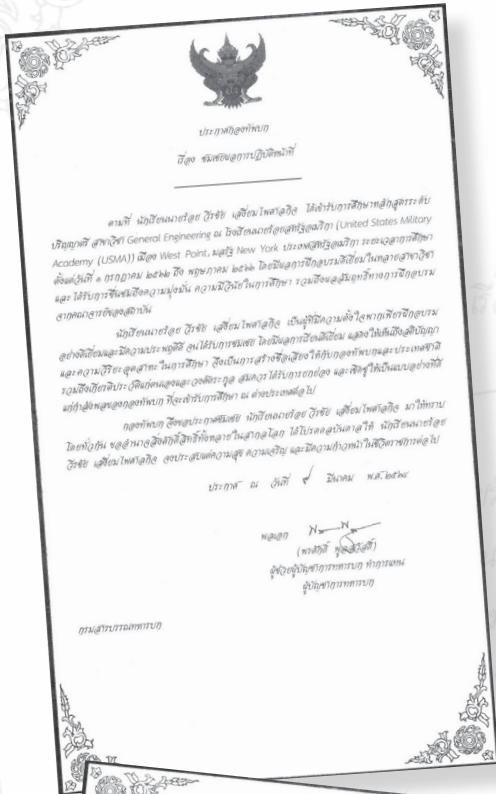 ประกาศกองทัพบก
เรื่อง ชมเชยผลการปฏิบัติหน้าที่
ตามที่ นักเรียนนายร้อย วีรชัย เสงี่ยมไพศาลกิจ ได้เข้ารับการศึกษาหลักสูตรระดับ
ปริญญาตรี สาขาวิชา General Engineering ณ โรงเรียนนายร้อยสหรัฐอเมริกา (United States Military
Academy (USMA)) เมือง West Point, มลรัฐ New York ประเทศสหรัฐอเมริกา ระยะเวลาการศึกษา
ตั้งแต่วันที่ ๑ กรกฎาคม ๒๕๖๒ ถึง พฤษภาคม ๒๕๖๖ โดยมีผลการฝึกอบรมดีเยี่ยมในหลายสาขาวิชา
และ ได้รับการชื่นชมถึงความมุ่งมั่น ความมีวินัยในการศึกษา รวมถึงผลสัมฤทธิ์ทางการฝึกอบรม
จากคณาจารย์ของสถาบัน
นักเรียนนายร้อย วีรชัย เสงี่ยมไพศาลกิจ เป็นผู้ที่มีความตั้งใจพากเพียรฝึกอบรม
อย่างดีเยี่ยมและมีความประพฤติดี จนได้รับการชมเชย โดยมีผลการเรียนดีเยี่ยม แสดงให้เห็นถึงสติปัญญา
และความวิริยะอุตสาหะ ในการศึกษา จึงเป็นการสร้างชื่อเสียงให้กับกองทัพบกและประเทศชาติ
รวมถึงเกียรติประวัติแก่ตนเองและวงศ์ตระกูล สมควรได้รับการยกย่อง และเชิดชูให้เป็นแบบอย่างที่ดี
แก่กำลังพลของกองทัพบก ที่จะเข้ารับการศึกษา ณ ต่างประเทศต่อไป
กองทัพบก จึงขอประกาศชมเชย นักเรียนนายร้อย วีรชัย เสงี่ยมไพศาลกิจ มาให้ทราบ
โดยทั่วกัน ขออำนาจสิ่งศักดิ์สิทธิ์ทั้งหลายในสากลโลก ได้โปรดดลบันดาลให้ นักเรียนนายร้อย
วีรชัย เสงี่ยมไพศาลกิจ จงประสบแต่ความสุข ความเจริญ และมีความก้าวหน้าในชีวิตราชการต่อไป
ประกาศ ณ วันที่ ๙ มีนาคม พ.ศ.
พลเอก
ผู้ช่วยผู้บัญชาการทหารบก ทำการแทน
ผู้บัญชาการทหารบก
กรมสารบรรณทหารบก